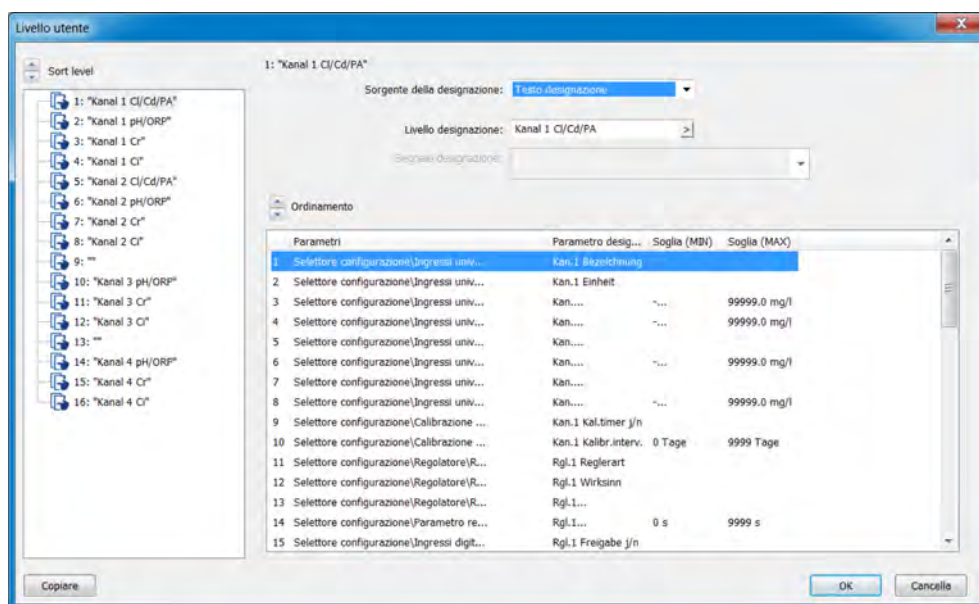 Livello utente
Sort level
1: "Kanal 1 Cl/Cd/PA"
2: "Kanal 1 pH/ORP"
3: "Kanal 1 Cr"
4: "Kanal 1 Ci"
5: "Kanal 2 Cl/Cd/PA"
6: "Kanal 2 pH/ORP"
7: "Kanal 2 Cr"
8: "Kanal 2 Ci"
9: ""
10: "Kanal 3 pH/ORP"
11: "Kanal 3 Cr"
12: "Kanal 3 Ci"
13: ""
14: "Kanal 4 pH/ORP"
15: "Kanal 4 Cr"
16: "Kanal 4 Ci"
1: "Kanal 1 Cl/Cd/PA"
Sorgente della designazione: Testo designazione
Livello designazione: Kanal 1 Cl/Cd/PA >
Segnale designazione:
Ordinamento
Parametri Parametro desig... Soglia (MIN) Soglia (MAX)
1 Selettore configurazione\Ingressi univ... Kan.1 Bezeichnung
2 Selettore configurazione\Ingressi univ... Kan.1 Einheit
3 Selettore configurazione\Ingressi univ... Kan.... -... 99999.0 mg/l
4 Selettore configurazione\Ingressi univ... Kan.... -... 99999.0 mg/l
5 Selettore configurazione\Ingressi univ... Kan....
6 Selettore configurazione\Ingressi univ... Kan.... -... 99999.0 mg/l
7 Selettore configurazione\Ingressi univ... Kan....
8 Selettore configurazione\Ingressi univ... Kan.... -... 99999.0 mg/l
9 Selettore configurazione\Calibrazione ... Kan.1 Kal.timer j/n
10 Selettore configurazione\Calibrazione ... Kan.1 Kalibr.interv. 0 Tage 9999 Tage
11 Selettore configurazione\Regolatore\R... Rgl.1 Reglerart
12 Selettore configurazione\Regolatore\R... Rgl.1 Wirksinn
13 Selettore configurazione\Regolatore\R... Rgl.1...
14 Selettore configurazione\Parametro re... Rgl.1... 0 s 9999 s
15 Selettore configurazione\Ingressi digit... Rgl.1 Freigabe j/n
Copiare
OK
Cancella